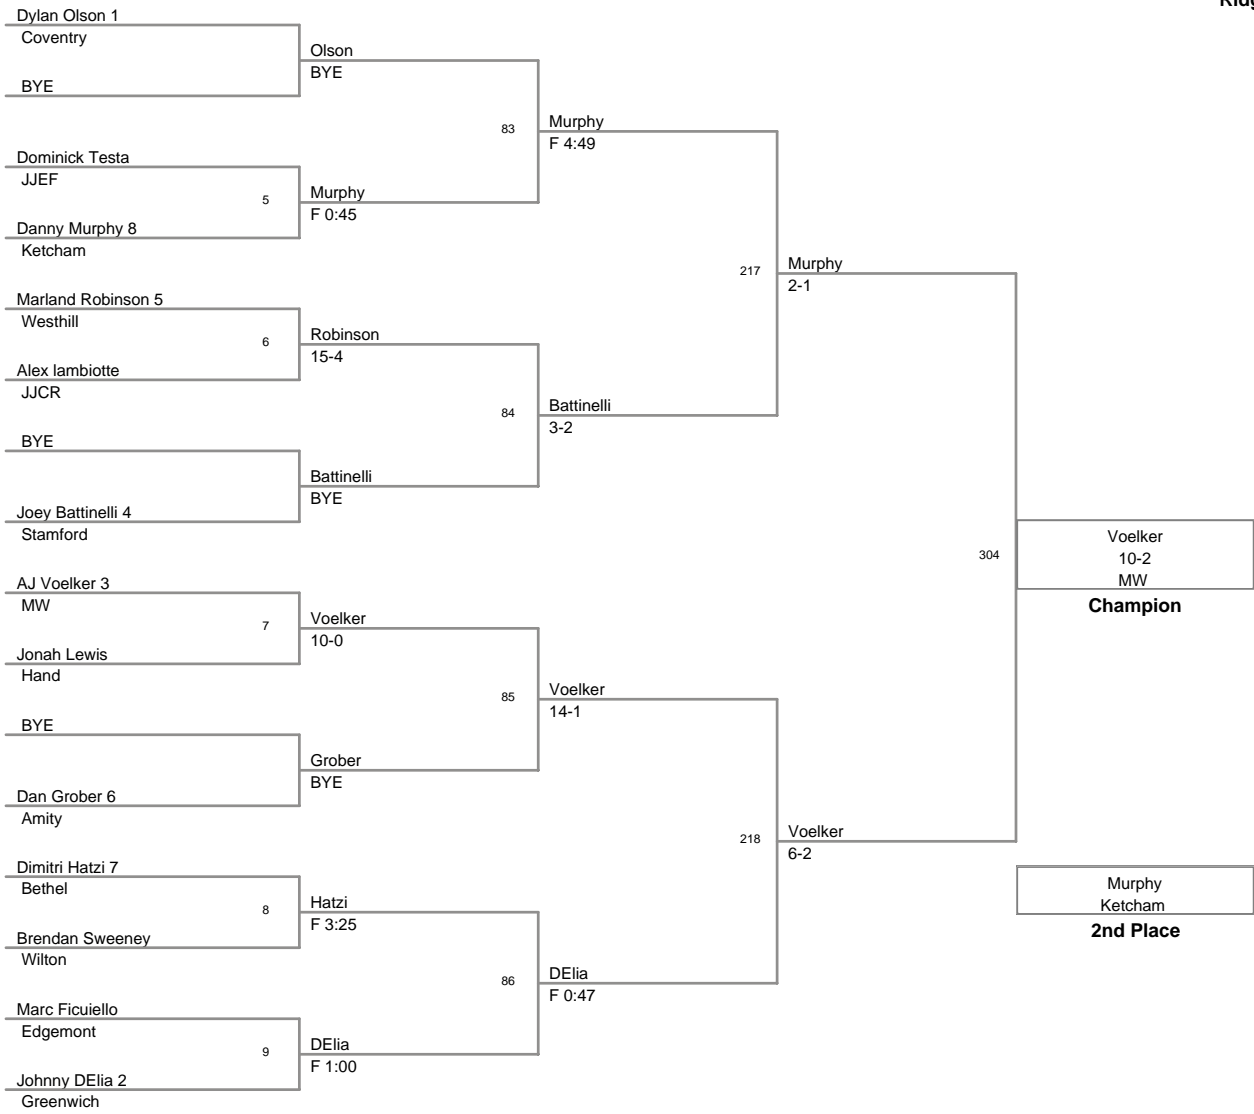 Ridg
Dylan Olson 1
Coventry
BYE
Dominick Testa
JJEF
Danny Murphy 8
Ketcham
Marland Robinson 5
Westhill
Alex lambiotte
JJCR
BYE
Joey Battinelli 4
Stamford
AJ Voelker 3
MW
Jonah Lewis
Hand
BYE
Dan Grober 6
Amity
Dimitri Hatzi 7
Bethel
Brendan Sweeney
Wilton
Marc Ficuiello
Edgemont
Johnny DElia 2
Greenwich
5
6
7
8
9
Olson
BYE
Murphy
F 0:45
Robinson
15-4
Battinelli
BYE
Voelker
10-0
Grober
BYE
Hatzi
F 3:25
DElia
F 1:00
83
84
85
86
Murphy
F 4:49
Battinelli
3-2
Voelker
14-1
DElia
F 0:47
217
218
Murphy
2-1
Voelker
6-2
304
Voelker
10-2
MW
Champion
Murphy
Ketcham
2nd Place